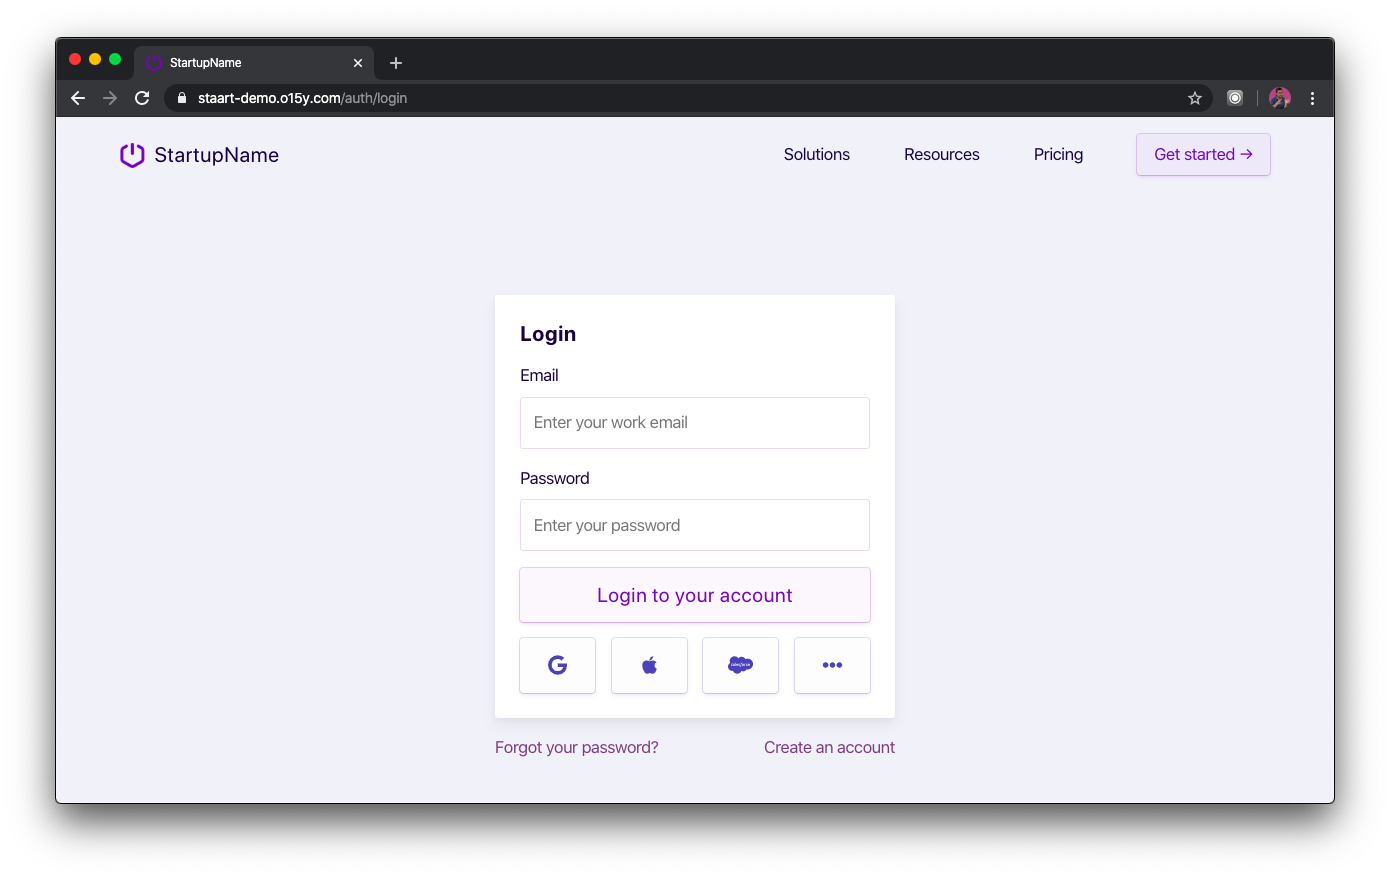 StartupName
staart-demo.o15y.com/auth/login
StartupName
Solutions
Resources
Pricing
Get started →
Login
Email
Enter your work email
Password
Enter your password
Login to your account
salesforce
Forgot your password?
Create an account